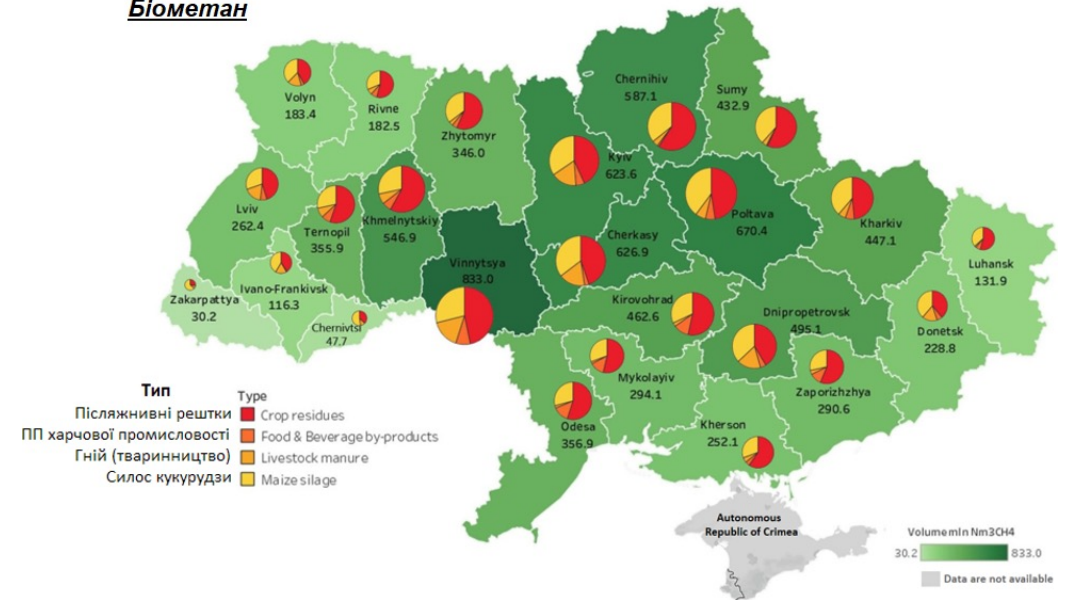 Біометан
Chernihiv
587.1
Sumy
432.9
Volyn
183.4
Rivne
182.5
Zhytomyr
346.0
Kyiv
623.6
Lviv
262.4
Ternopil
355.9
Khmelnytskiy
546.9
Poltava
670.4
Kharkiv
447.1
Cherkasy
626.9
Vinnytsya
833.0
Luhansk
131.9
Zakarpattya
30.2
Ivano-Frankivsk
116.3
Chernivtsi
47.7
Kirovohrad
462.6
Dnipropetrovsk
495.1
Donetsk
228.8
Mykolayiv
294.1
Zaporizhzhya
290.6
Odesa
356.9
Kherson
252.1
Тип
Type
Післяжнивні рештки
Crop residues
ПП харчової промисловості
Food & Beverage by-products
Гній (тваринництво)
Livestock manure
Силос кукурудзи
Maize silage
Autonomous
Republic of Crimea
Volume mln Nm3CH4
30.2
833.0
Data are not available